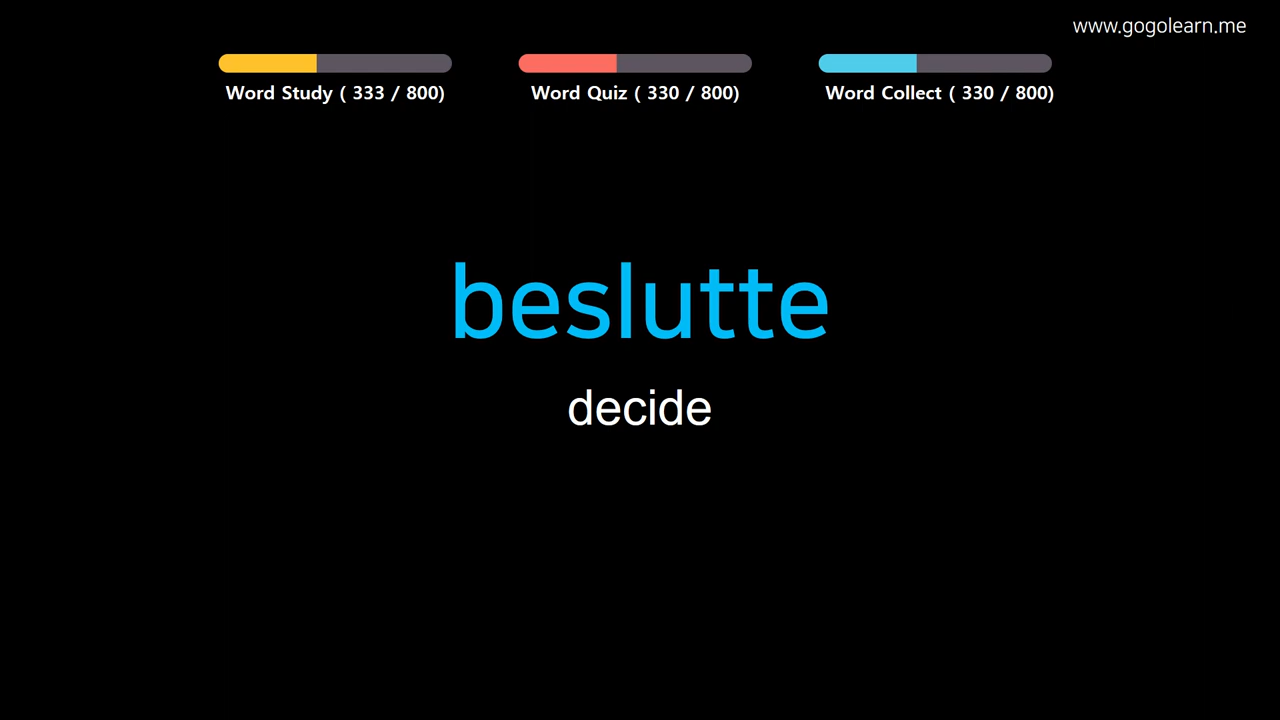 www.gogolearn.me
Word Study ( 333 / 800)
Word Quiz ( 330 / 800)
Word Collect ( 330 / 800)
beslutte
decide